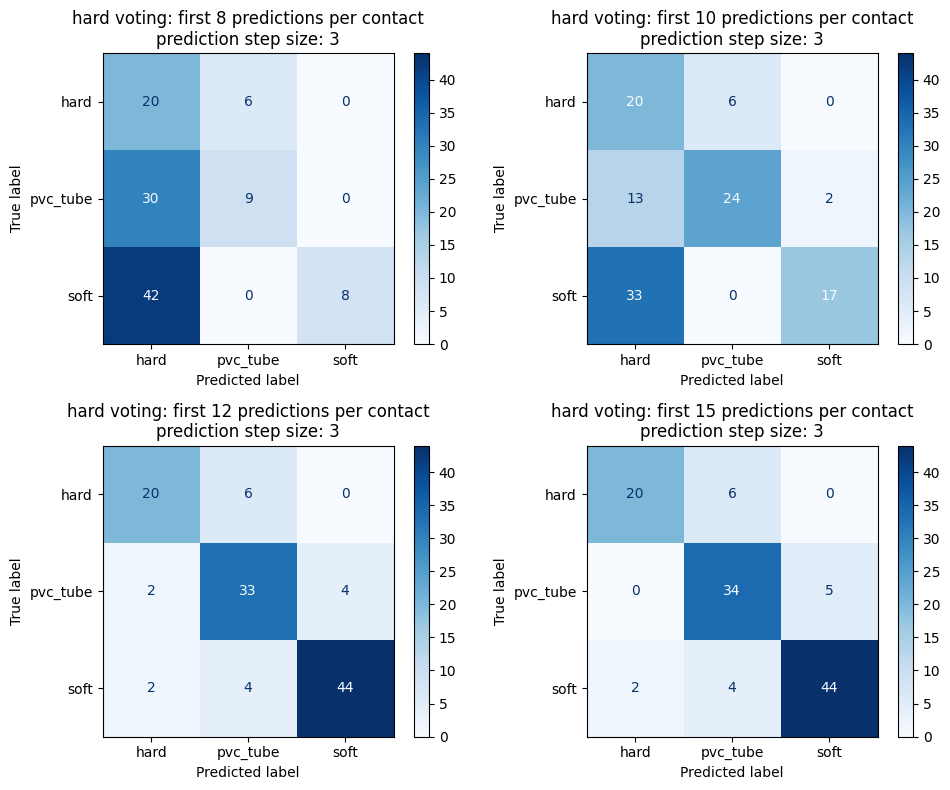 hard voting: first 8 predictions per contact
prediction step size: 3
hard 20 6 0
pvc_tube 30 9 0
soft 42 0 8
hard pvc_tube soft
Predicted label
True label
40
35
30
25
20
15
10
5
0
hard voting: first 10 predictions per contact
prediction step size: 3
hard 20 6 0
pvc_tube 13 24 2
soft 33 0 17
hard pvc_tube soft
Predicted label
True label
40
35
30
25
20
15
10
5
0
hard voting: first 12 predictions per contact
prediction step size: 3
hard 20 6 0
pvc_tube 2 33 4
soft 2 4 44
hard pvc_tube soft
Predicted label
True label
40
35
30
25
20
15
10
5
0
hard voting: first 15 predictions per contact
prediction step size: 3
hard 20 6 0
pvc_tube 0 34 5
soft 2 4 44
hard pvc_tube soft
Predicted label
True label
40
35
30
25
20
15
10
5
0